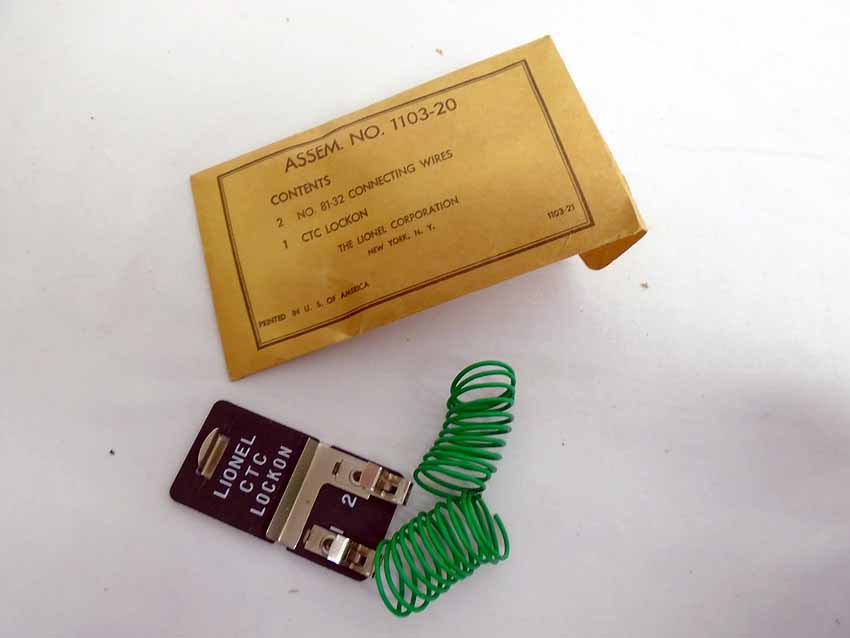 ASSEM. NO. 1103-20
CONTENTS
2 NO. 81-32 CONNECTING WIRES
1 CTC LOCKON
THE LIONEL CORPORATION
NEW YORK, N. Y.
PRINTED IN U. S. OF AMERICA
1103-21
LIONEL
CTC
LOCKON
1
2